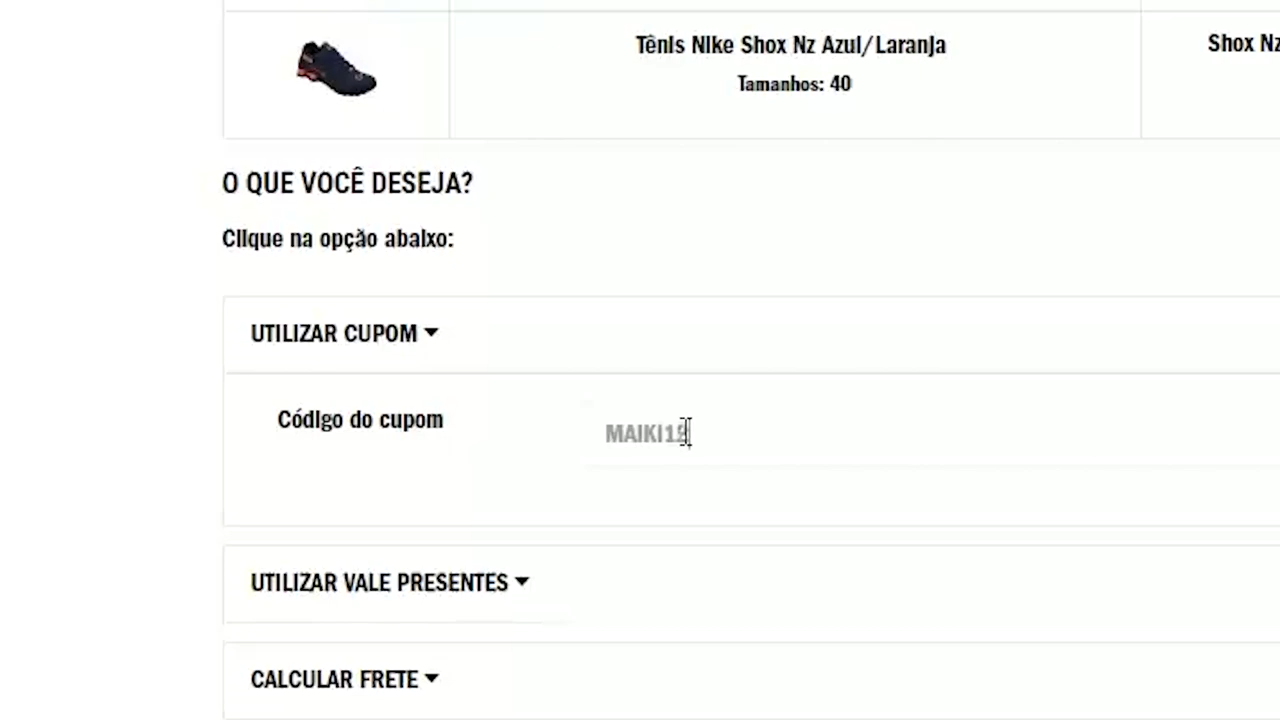 Tênis Nike Shox Nz Azul/Laranja
Shox Nz
Tamanhos: 40
O QUE VOCÊ DESEJA?
Clique na opção abaixo:
UTILIZAR CUPOM
Código do cupom
UTILIZAR VALE PRESENTES
CALCULAR FRETE